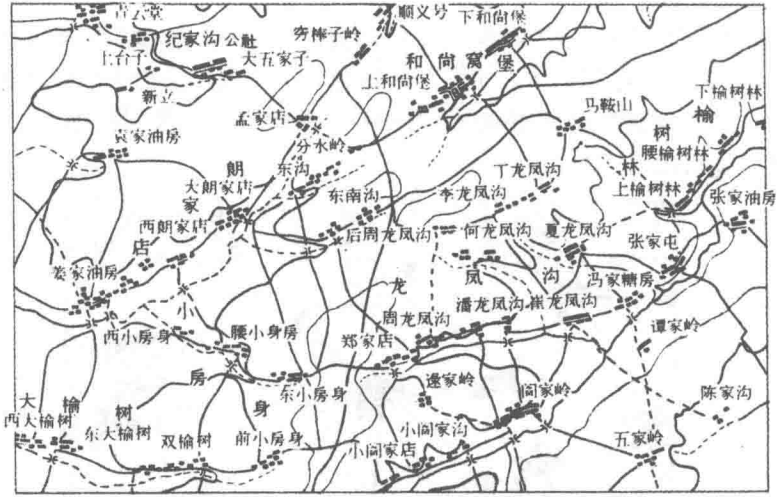 吉云堂
纪家沟公社
上台子
大五家子
新立
穷棒子岭
顺义号
下和尚堡
和尚窝堡
上和尚堡
孟家店
分水岭
马鞍山
下榆树林
榆树林
腰榆树林
上榆树林
袁家油房
朗家店
大朗家店
东沟
东南沟
李龙凤沟
丁龙凤沟
张家油房
西朗家店
后周龙凤沟
何龙凤沟
夏龙凤沟
张家屯
姜家油房
龙凤沟
冯家糖房
小房身
西小房身
腰小身房
周龙凤沟
潘龙凤沟
崔龙凤沟
郑家店
谭家岭
东小房身
逄家岭
阎家岭
陈家沟
大榆树
西大榆树
东大榆树
双榆树
前小房身
小阎家沟
小阎家店
五家岭